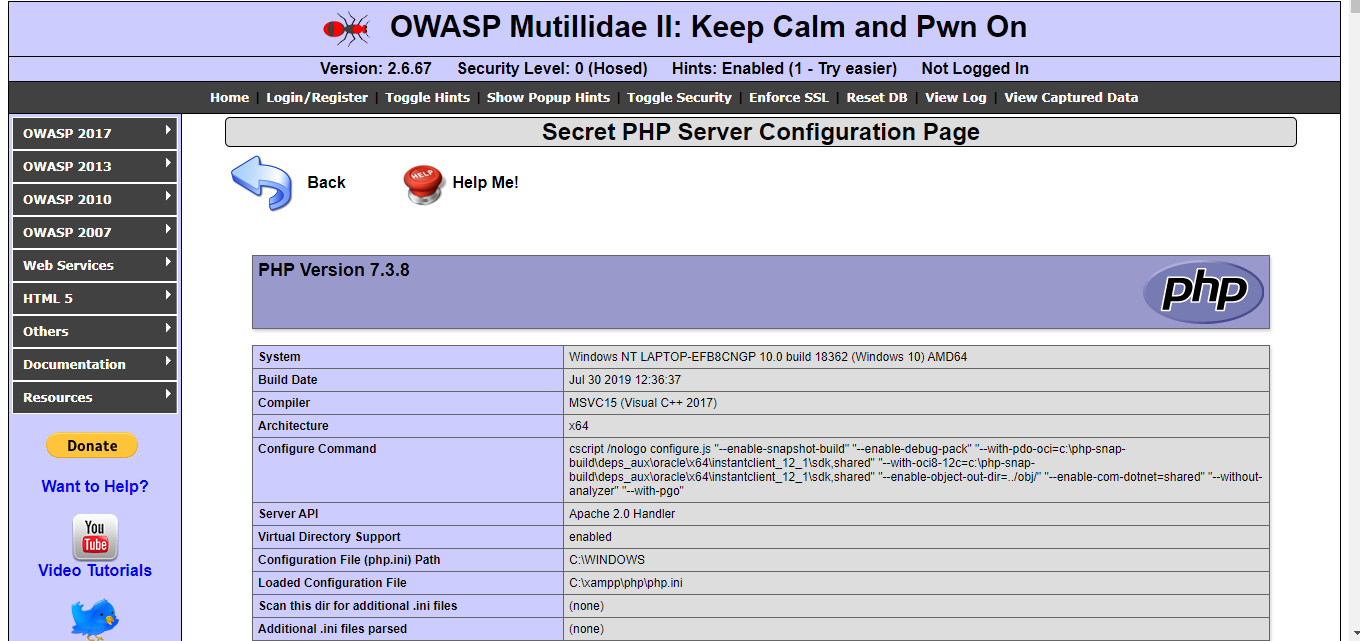 OWASP Mutillidae II: Keep Calm and Pwn On
Version: 2.6.67 Security Level: 0 (Hosed) Hints: Enabled (1 - Try easier) Not Logged In
Home | Login/Register | Toggle Hints | Show Popup Hints | Toggle Security | Enforce SSL | Reset DB | View Log | View Captured Data
OWASP 2017
OWASP 2013
OWASP 2010
OWASP 2007
Web Services
HTML 5
Others
Documentation
Resources
Donate
Want to Help?
You
Tube
Video Tutorials
Secret PHP Server Configuration Page
Back
HELP
Help Me!
PHP Version 7.3.8
php
System Windows NT LAPTOP-EFB8CNGP 10.0 build 18362 (Windows 10) AMD64
Build Date Jul 30 2019 12:36:37
Compiler MSVC15 (Visual C++ 2017)
Architecture x64
Configure Command cscript /nologo configure.js "--enable-snapshot-build" "--enable-debug-pack" "--with-pdo-oci=c:\php-snap-
build\deps_aux\oracle\x64\instantclient_12_1\sdk,shared" "--with-oci8-12c=c:\php-snap-
build\deps_aux\oracle\x64\instantclient_12_1\sdk,shared" "--enable-object-out-dir=../obj/" "--enable-com-dotnet=shared" "--without-
analyzer" "--with-pgo"
Server API Apache 2.0 Handler
Virtual Directory Support enabled
Configuration File (php.ini) Path C:\WINDOWS
Loaded Configuration File C:\xampp\php\php.ini
Scan this dir for additional .ini files (none)
Additional .ini files parsed (none)